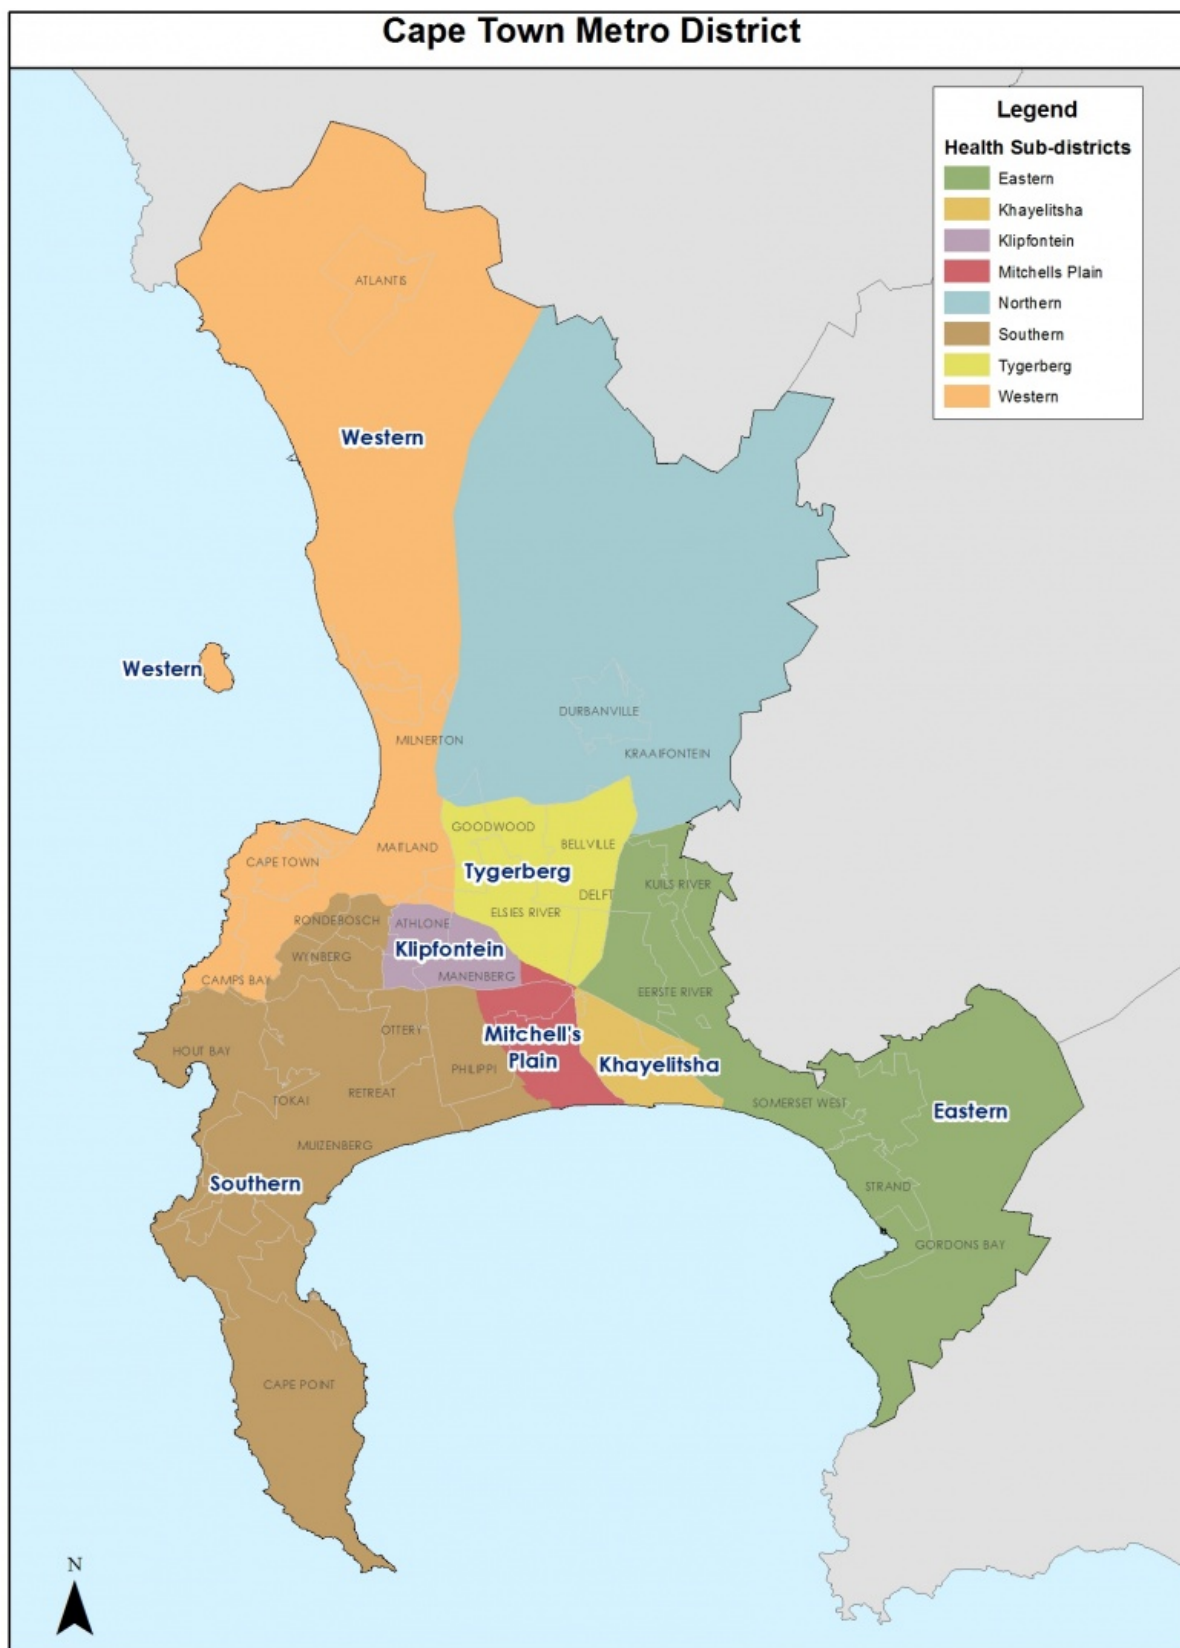 Cape Town Metro District
Legend
Health Sub-districts
Eastern
Khayelitsha
Klipfontein
Mitchells Plain
Northern
Southern
Tygerberg
Western
ATLANTIS
Western
Western
DURBANVILLE
MILNERTON
KRAAIFONTEIN
GOODWOOD
MAITLAND
BELLVILLE
CAPE TOWN
Tygerberg
KUILS RIVER
DELFT
ELSIES RIVER
RONDEBOSCH
ATHLONE
Klipfontein
WYNBERG
MANENBERG
CAMPS BAY
EERSTE RIVER
OTTERY
Mitchell's
Plain
HOUT BAY
PHILIPPI
Khayelitsha
TOKAI
RETREAT
SOMERSET WEST
Eastern
MUIZENBERG
Southern
STRAND
GORDONS BAY
CAPE POINT
N